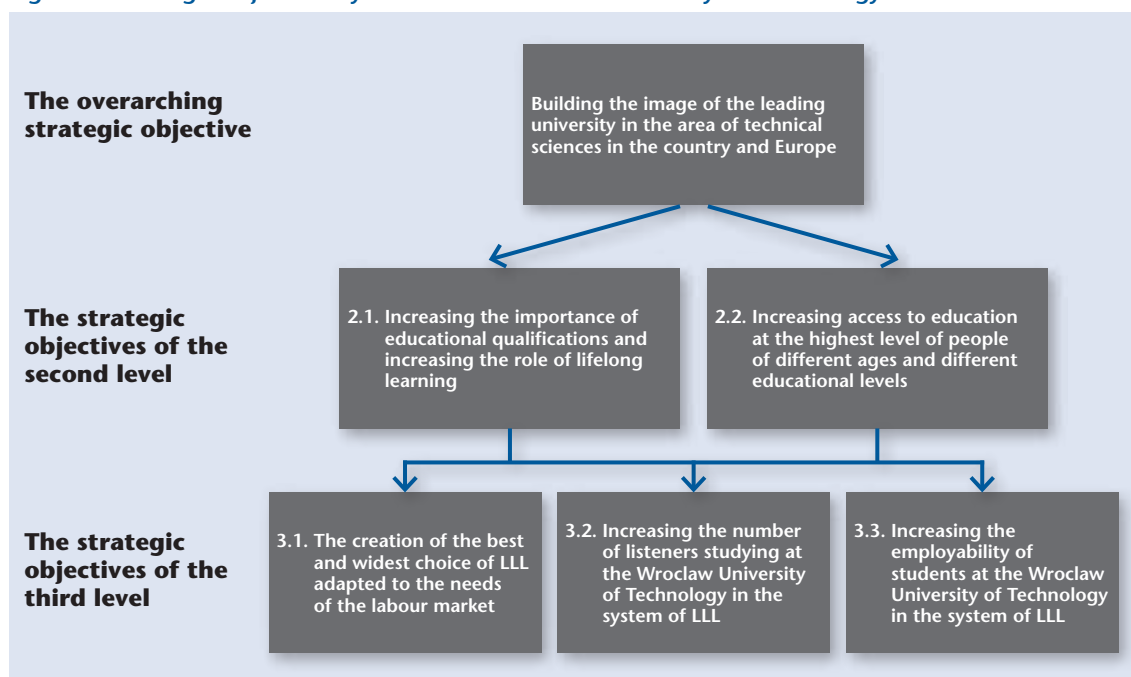 The overarching
strategic objective
Building the image of the leading
university in the area of technical
sciences in the country and Europe
The strategic
objectives of the
second level
2.1. Increasing the importance of
educational qualifications and
increasing the role of lifelong
learning
2.2. Increasing access to education
at the highest level of people
of different ages and different
educational levels
The strategic
objectives of the
third level
3.1. The creation of the best
and widest choice of LLL
adapted to the needs
of the labour market
3.2. Increasing the number
of listeners studying at
the Wroclaw University
of Technology in the
system of LLL
3.3. Increasing the
employability of
students at the Wroclaw
University of Technology
in the system of LLL